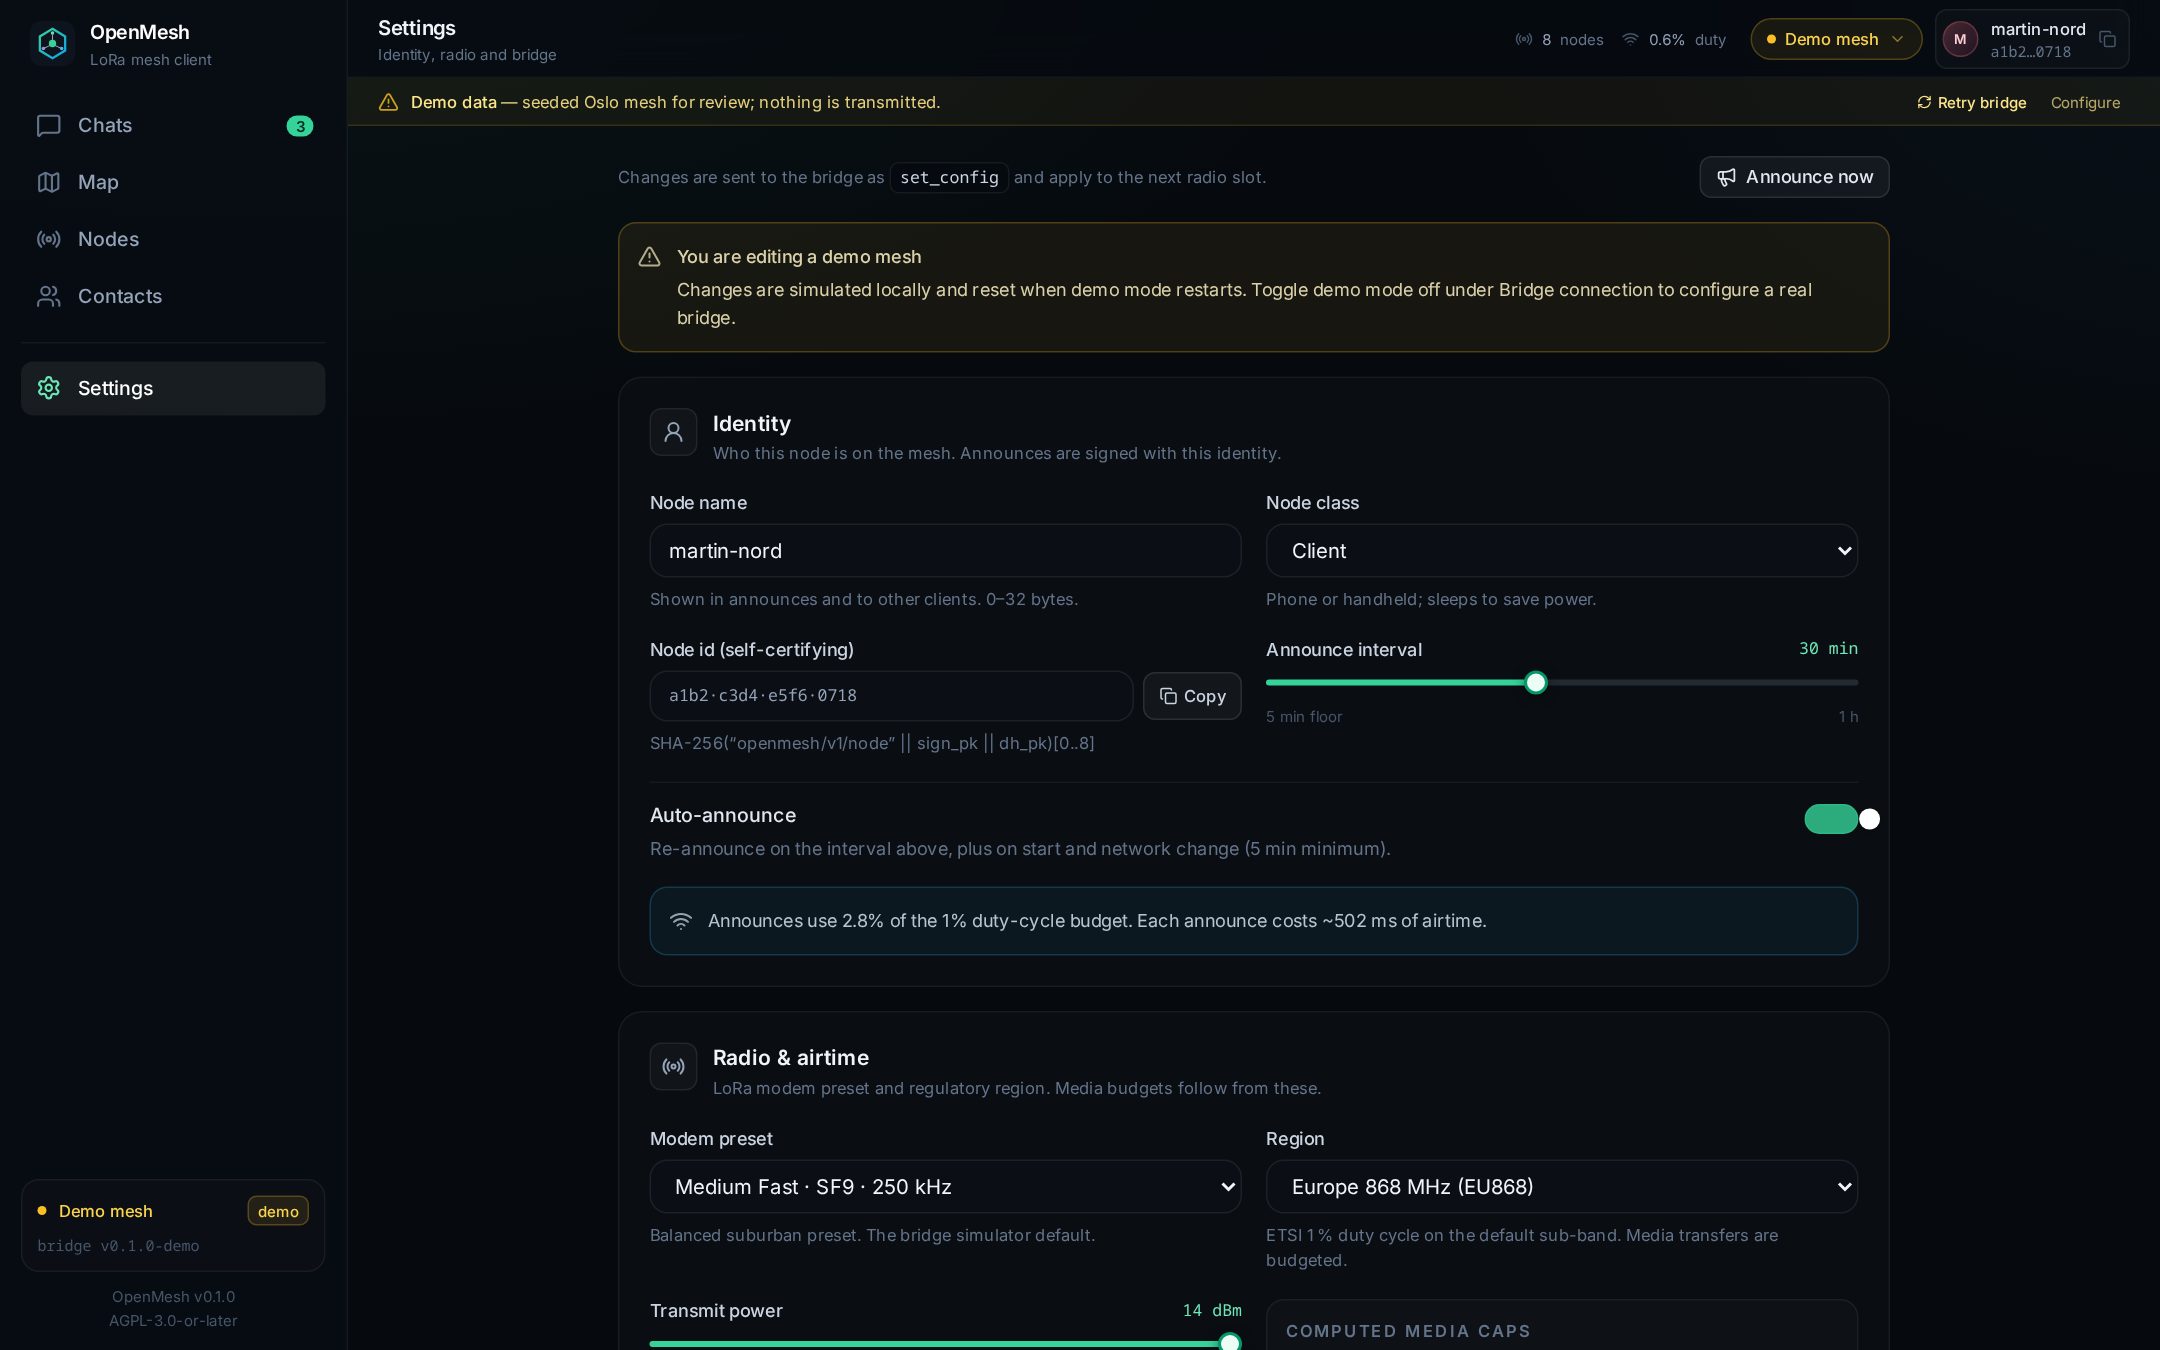 OpenMesh
LoRa mesh client
Chats
3
Map
Nodes
Contacts
Settings
Demo mesh
demo
bridge v0.1.0-demo
OpenMesh v0.1.0
AGPL-3.0-or-later
Settings
Identity, radio and bridge
8 nodes
0.6% duty
Demo mesh
M
martin-nord
a1b2…0718
Demo data — seeded Oslo mesh for review; nothing is transmitted.
Retry bridge
Configure
Changes are sent to the bridge as set_config and apply to the next radio slot.
Announce now
You are editing a demo mesh
Changes are simulated locally and reset when demo mode restarts. Toggle demo mode off under Bridge connection to configure a real
bridge.
Identity
Who this node is on the mesh. Announces are signed with this identity.
Node name
martin-nord
Shown in announces and to other clients. 0–32 bytes.
Node class
Client
Phone or handheld; sleeps to save power.
Node id (self-certifying)
a1b2·c3d4·e5f6·0718
Copy
SHA-256(“openmesh/v1/node” || sign_pk || dh_pk)[0..8]
Announce interval
30 min
5 min floor
1 h
Auto-announce
Re-announce on the interval above, plus on start and network change (5 min minimum).
Announces use 2.8% of the 1% duty-cycle budget. Each announce costs ~502 ms of airtime.
Radio & airtime
LoRa modem preset and regulatory region. Media budgets follow from these.
Modem preset
Medium Fast · SF9 · 250 kHz
Balanced suburban preset. The bridge simulator default.
Region
Europe 868 MHz (EU868)
ETSI 1 % duty cycle on the default sub-band. Media transfers are
budgeted.
Transmit power
14 dBm
COMPUTED MEDIA CAPS